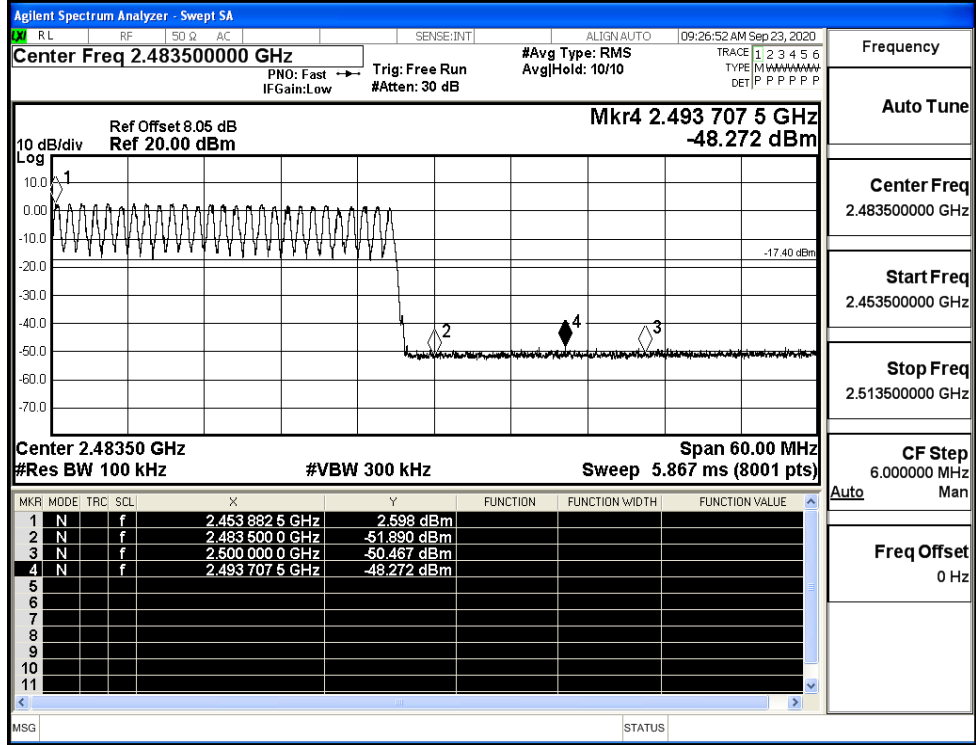 Agilent Spectrum Analyzer - Swept SA
LXI RL RF 50 Ω AC SENSE:INT ALIGN AUTO 09:26:52 AM Sep 23, 2020
Center Freq 2.483500000 GHz
PNO: Fast
IFGain:Low
Trig: Free Run
#Atten: 30 dB
#Avg Type: RMS
Avg|Hold: 10/10
TRACE 1 2 3 4 5 6
TYPE M WWWWW
DET P P P P P P
Ref Offset 8.05 dB
10 dB/div Ref 20.00 dBm
Log
Mkr4 2.493 707 5 GHz
-48.272 dBm
10.0
0.00
-10.0
-20.0
-30.0
-40.0
-50.0
-60.0
-70.0
1
2
4
3
-17.40 dBm
Center 2.48350 GHz Span 60.00 MHz
#Res BW 100 kHz #VBW 300 kHz Sweep 5.867 ms (8001 pts)
MKR MODE TRC SCL X Y FUNCTION FUNCTION WIDTH FUNCTION VALUE
1 N f 2.453 882 5 GHz 2.598 dBm
2 N f 2.483 500 0 GHz -51.890 dBm
3 N f 2.500 000 0 GHz -50.467 dBm
4 N f 2.493 707 5 GHz -48.272 dBm
5
6
7
8
9
10
11
MSG STATUS
Frequency
Auto Tune
Center Freq
2.483500000 GHz
Start Freq
2.453500000 GHz
Stop Freq
2.513500000 GHz
CF Step
6.000000 MHz
Auto Man
Freq Offset
0 Hz